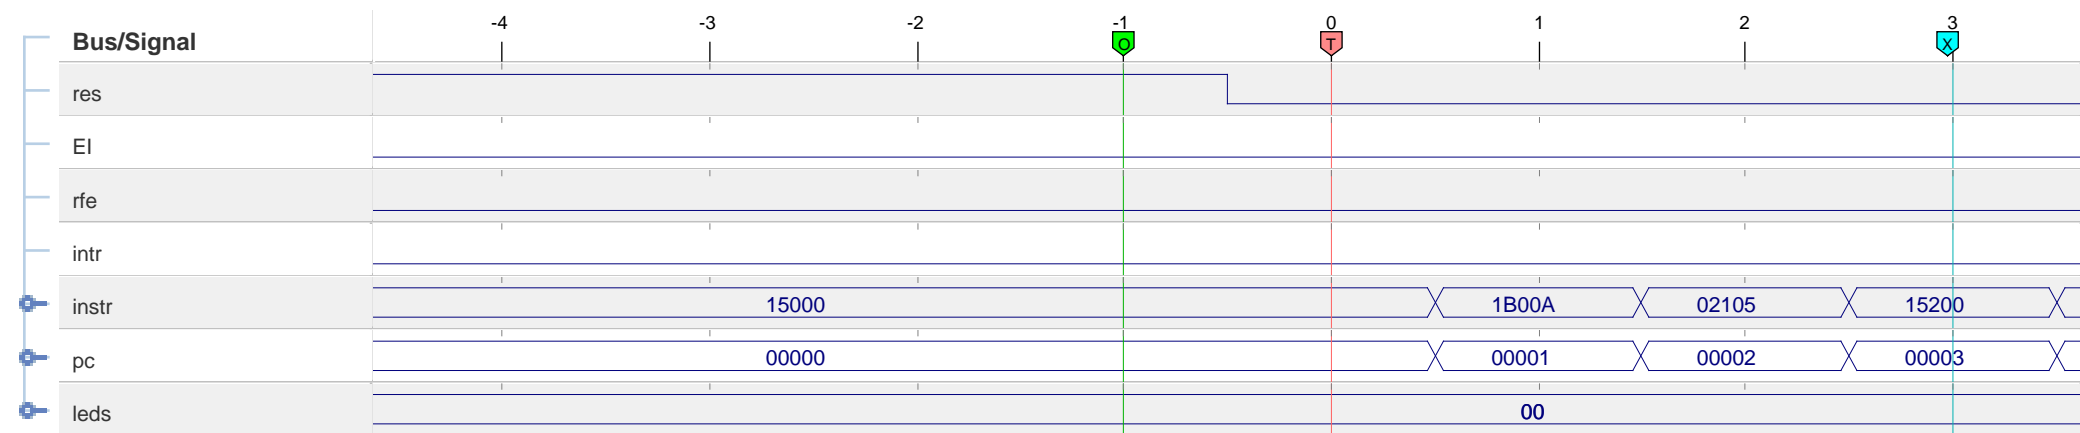 -4 -3 -2 -1 0 1 2 3
Bus/Signal O T X
res
EI
rfe
intr
instr 15000 1B00A 02105 15200
pc 00000 00001 00002 00003
leds 00